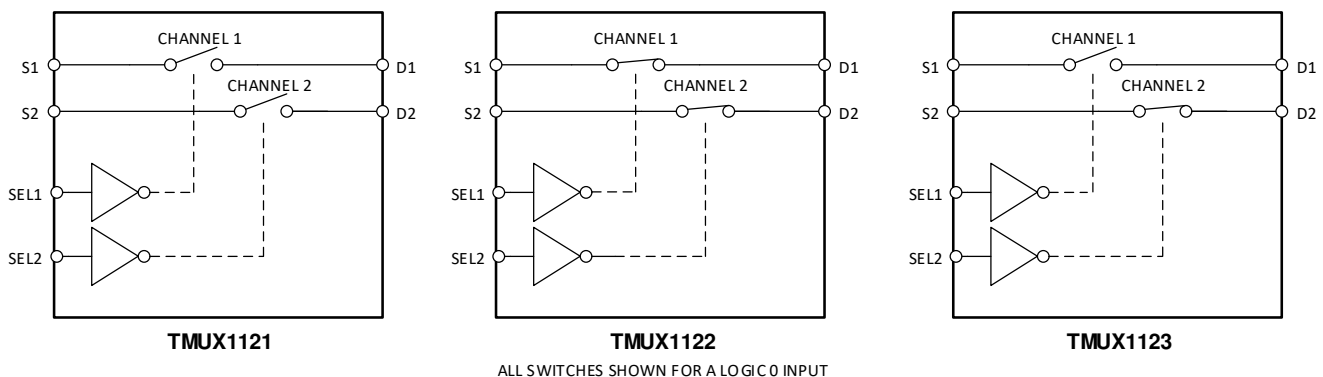 CHANNEL 1
S1
D1
CHANNEL 2
S2
D2
SEL1
SEL2
TMUX1121
CHANNEL 1
S1
D1
CHANNEL 2
S2
D2
SEL1
SEL2
TMUX1122
CHANNEL 1
S1
D1
CHANNEL 2
S2
D2
SEL1
SEL2
TMUX1123
ALL SWITCHES SHOWN FOR A LOGIC 0 INPUT